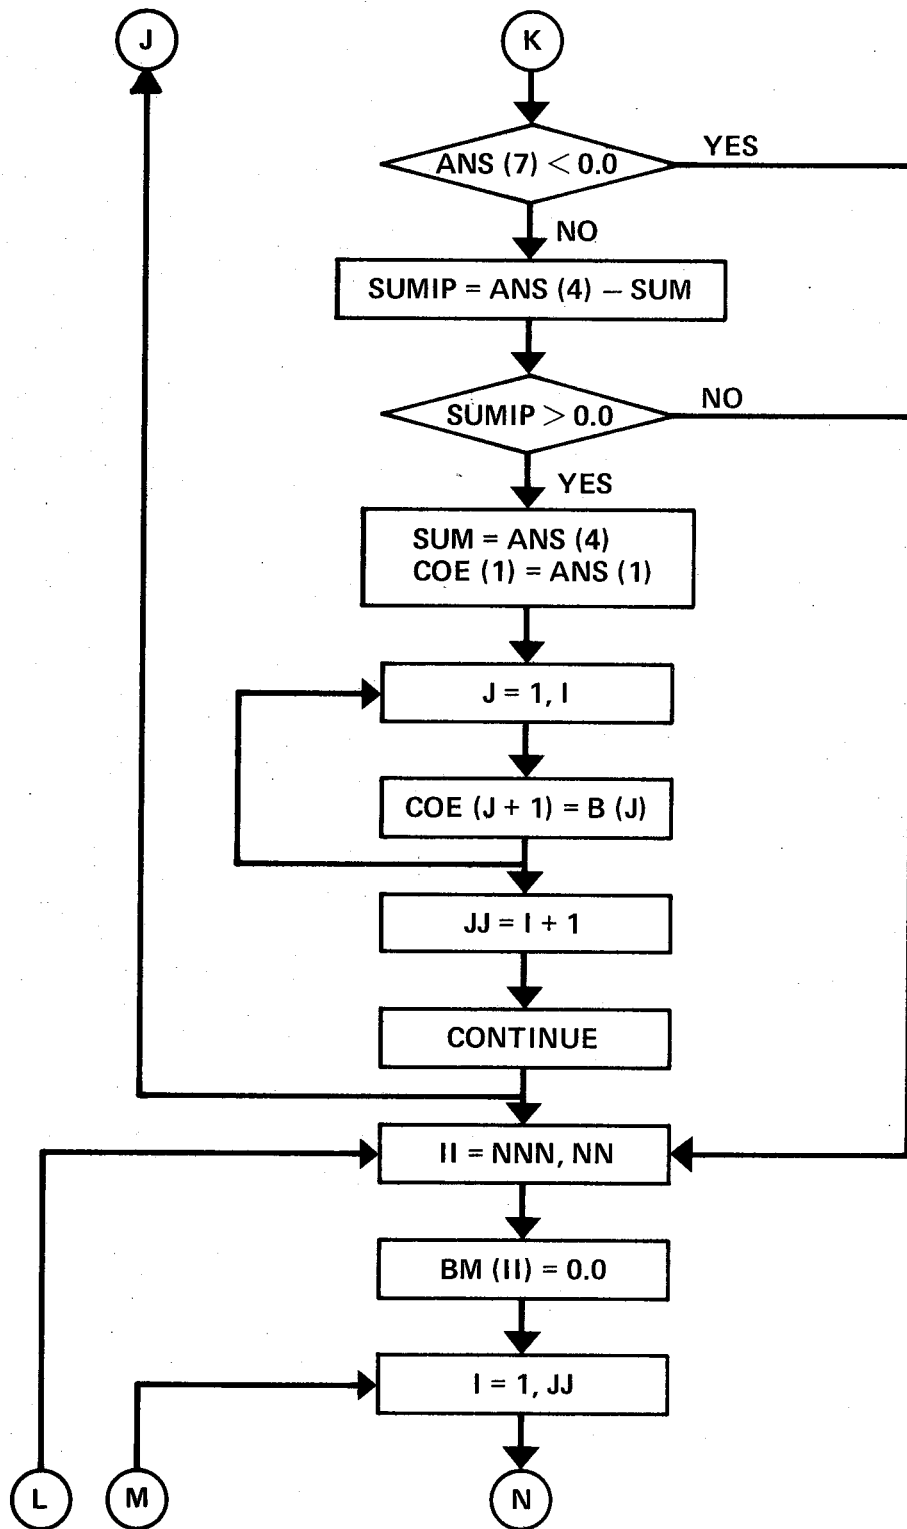 J
K
ANS (7) < 0.0
YES
NO
SUMIP = ANS (4) – SUM
SUMIP > 0.0
NO
YES
SUM = ANS (4)
COE (1) = ANS (1)
J = 1, I
COE (J + 1) = B (J)
JJ = I + 1
CONTINUE
II = NNN, NN
BM (II) = 0.0
I = 1, JJ
L
M
N